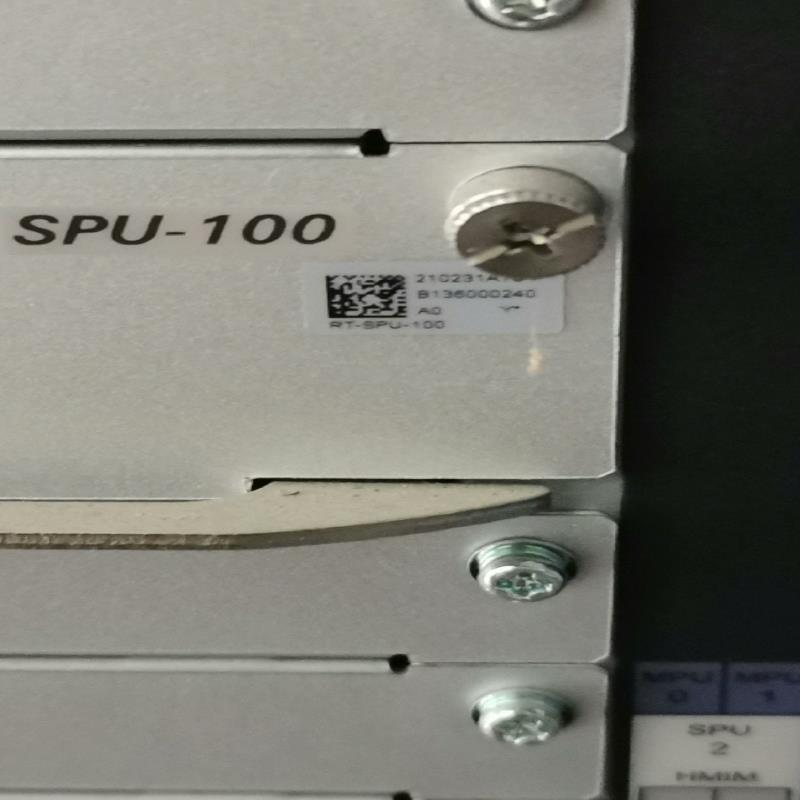 SPU-100
B136000240
A0
RT-SPU-100
MPU MPU
0 1
SPU
2
HMIM